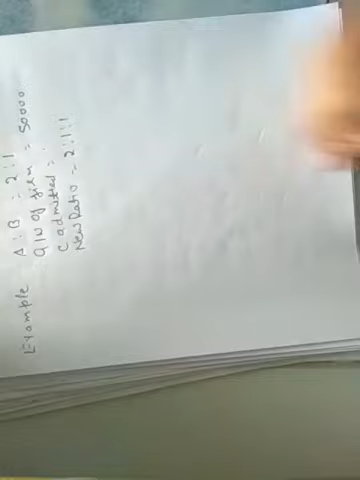 Example A : B = 2 : 1
G/W of firm = 50000
C admitted =
New Ratio = 2 : 1 : 1